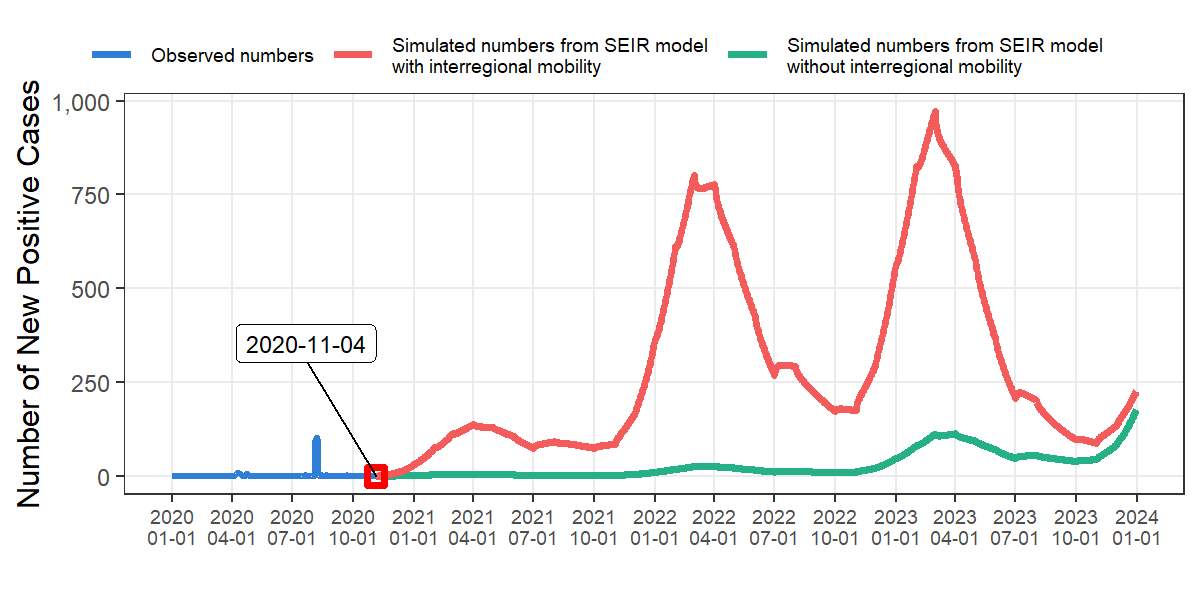 Observed numbers
Simulated numbers from SEIR model
with interregional mobility
Simulated numbers from SEIR model
without interregional mobility
Number of New Positive Cases
1,000
750
500
250
0
2020-11-04
2020 2020 2020 2020 2021 2021 2021 2021 2022 2022 2022 2022 2023 2023 2023 2023 2024
01-01 04-01 07-01 10-01 01-01 04-01 07-01 10-01 01-01 04-01 07-01 10-01 01-01 04-01 07-01 10-01 01-01